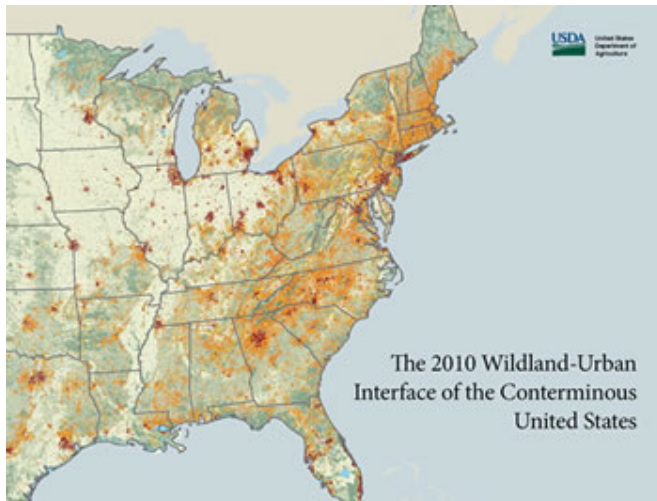 USDA
United States
Department of
Agriculture
The 2010 Wildland-Urban
Interface of the Conterminous
United States